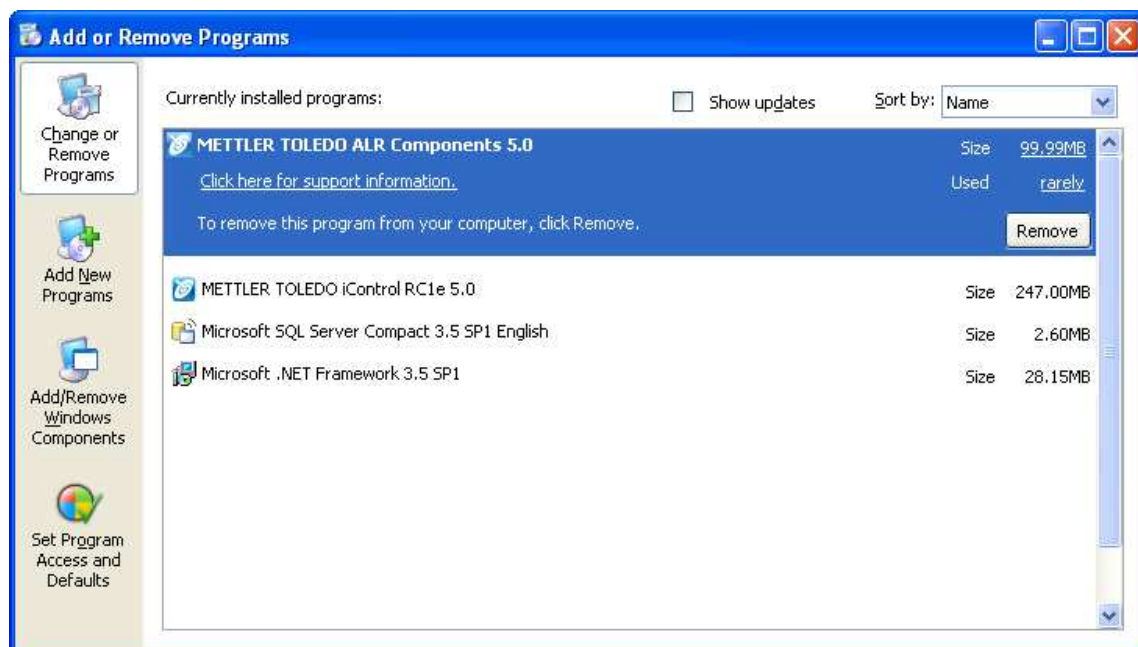 Add or Remove Programs
Change or
Remove
Programs
Add New
Programs
Add/Remove
Windows
Components
Set Program
Access and
Defaults
Currently installed programs:
Show updates
Sort by: Name
METTLER TOLEDO ALR Components 5.0 Size 99.99MB
Click here for support information. Used rarely
To remove this program from your computer, click Remove. Remove
METTLER TOLEDO iControl RC1e 5.0 Size 247.00MB
Microsoft SQL Server Compact 3.5 SP1 English Size 2.60MB
Microsoft .NET Framework 3.5 SP1 Size 28.15MB